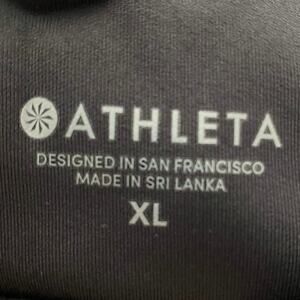 ATHLETA
DESIGNED IN SAN FRANCISCO
MADE IN SRI LANKA
XL